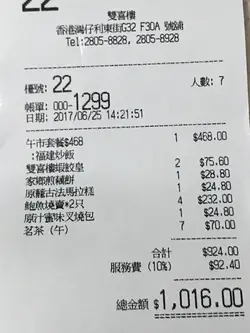 22
雙喜樓
香港灣仔利東街G32 F30A 號舖
Tel:2805-8828, 2805-8928
檯號: 22 人數: 7
帳單: 000-1299
日期: 2017/06/25 14:21:51
午市套餐$468 1 $468.00
:福建炒飯
雙喜樓蝦餃皇 2 $75.60
家鄉煎藕餅 1 $28.80
原籠古法馬拉糕 1 $24.80
鮑魚燒賣*2只 4 $232.00
原汁蜜味叉燒包 1 $24.80
茗茶 (午) 7 $70.00
合計 $924.00
服務費 (10%) $92.40
總金額 $1,016.00